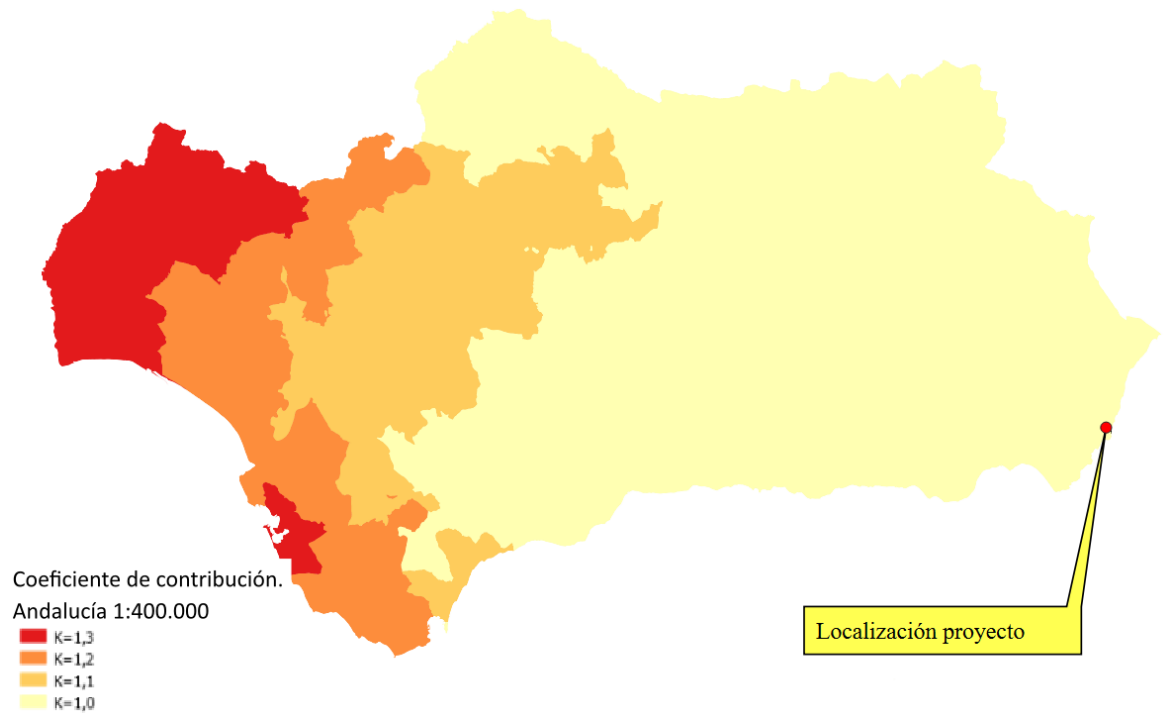 Coeficiente de contribución.
Andalucía 1:400.000
K=1,3
K=1,2
K=1,1
K=1,0
Localización proyecto